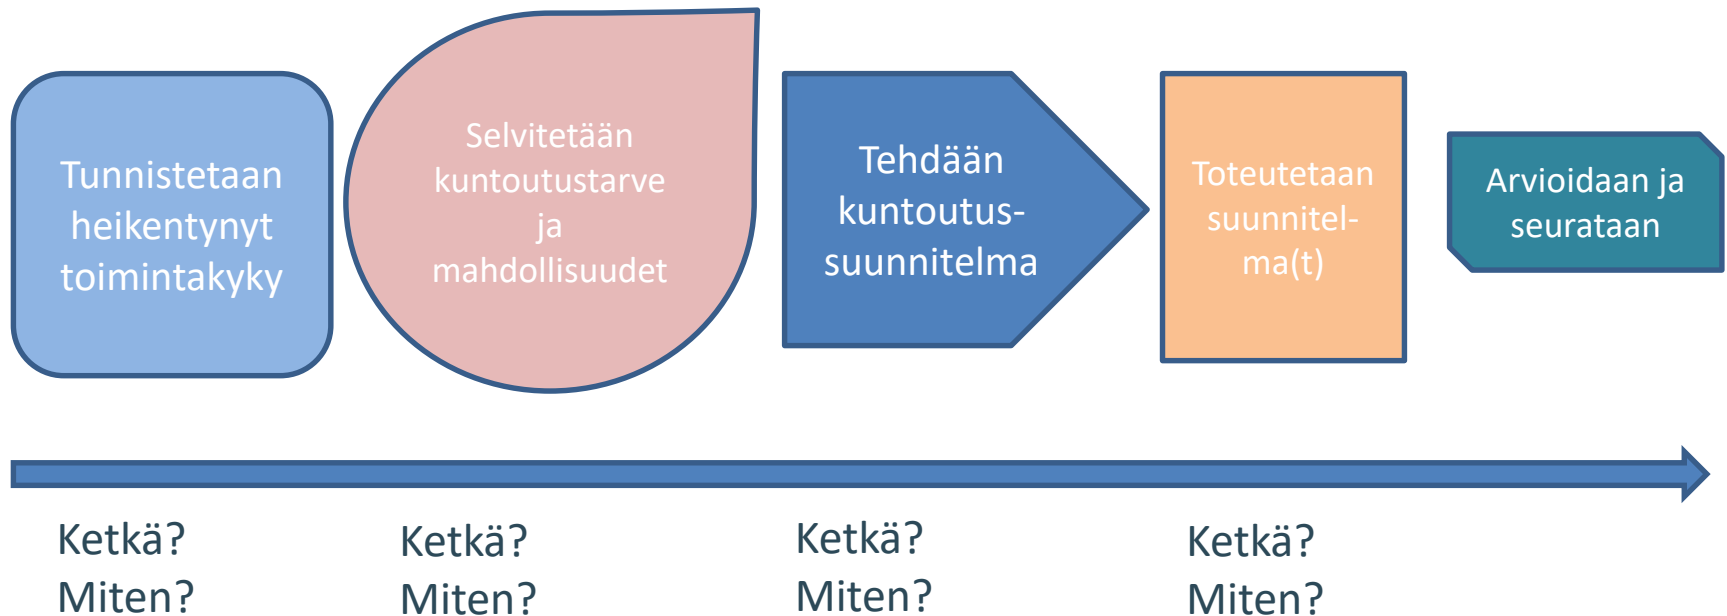 Tunnistetaan
heikentynyt
toimintakyky
Selvitetään
kuntoutustarve
ja
mahdollisuudet
Tehdään
kuntoutus-
suunnitelma
Toteutetaan
suunnitel-
ma(t)
Arvioidaan ja
seurataan
Ketkä?
Miten?
Ketkä?
Miten?
Ketkä?
Miten?
Ketkä?
Miten?